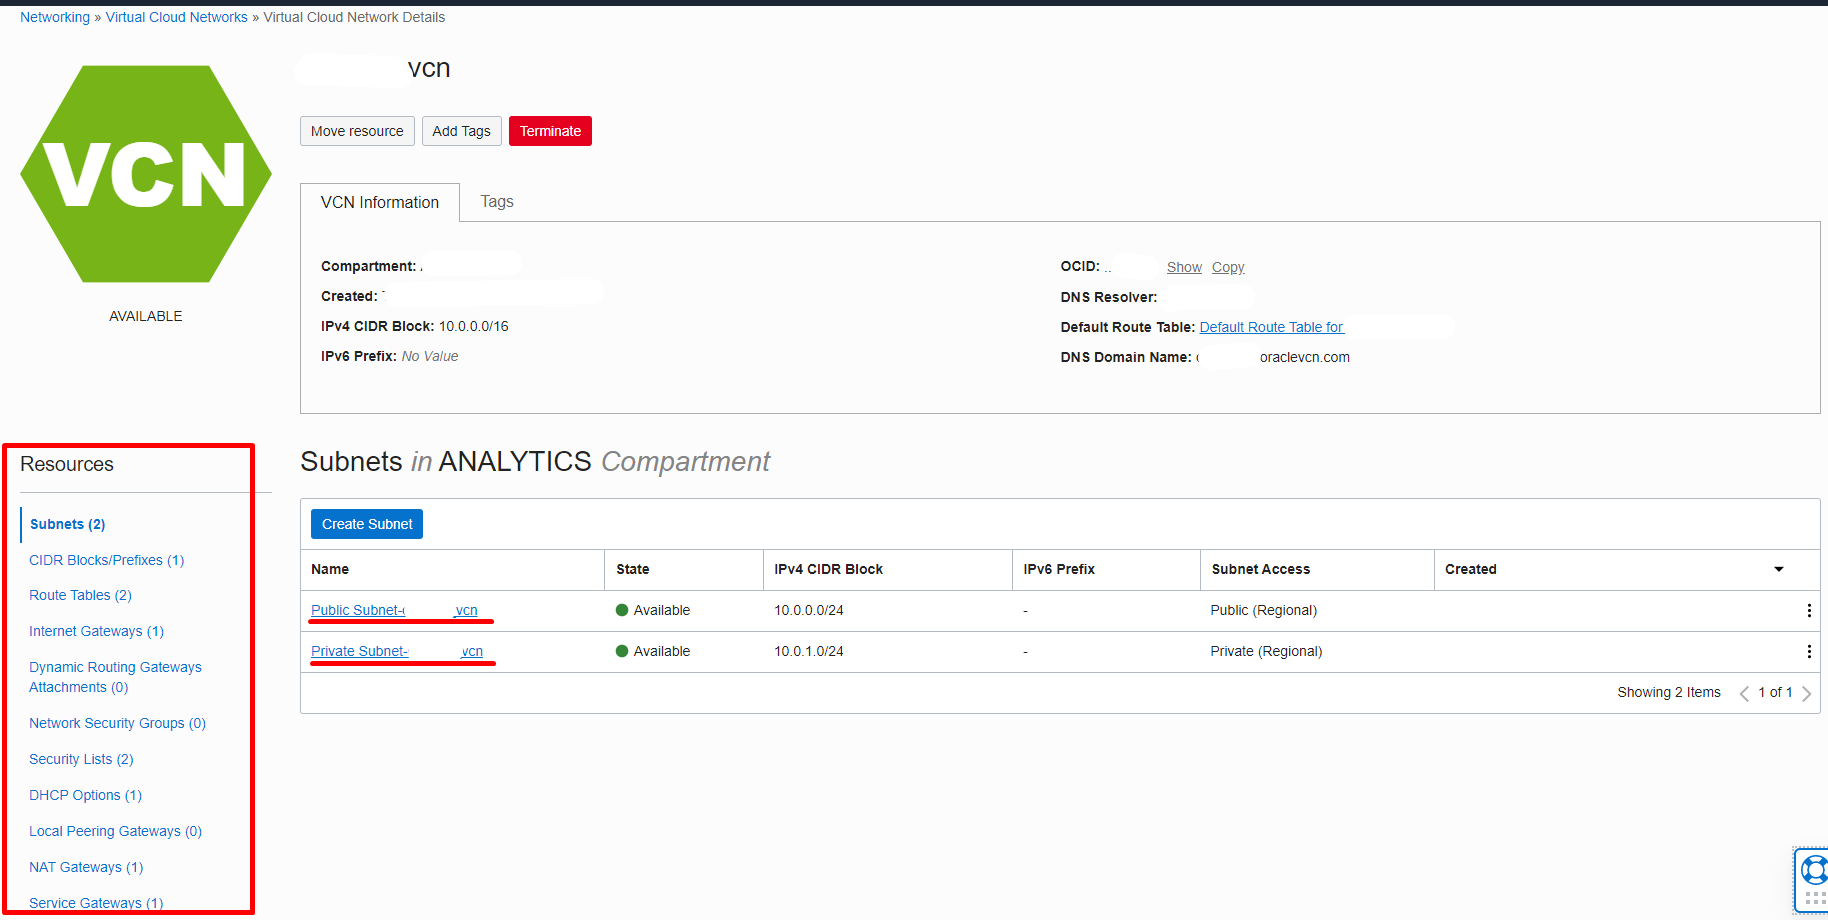 Networking » Virtual Cloud Networks » Virtual Cloud Network Details
VCN
AVAILABLE
vcn
Move resource Add Tags Terminate
VCN Information Tags
Compartment:
Created:
IPv4 CIDR Block: 10.0.0.0/16
IPv6 Prefix: No Value
OCID: .. Show Copy
DNS Resolver:
Default Route Table: Default Route Table for
DNS Domain Name: oraclevcn.com
Resources
Subnets (2)
CIDR Blocks/Prefixes (1)
Route Tables (2)
Internet Gateways (1)
Dynamic Routing Gateways
Attachments (0)
Network Security Groups (0)
Security Lists (2)
DHCP Options (1)
Local Peering Gateways (0)
NAT Gateways (1)
Service Gateways (1)
Subnets in ANALYTICS Compartment
Create Subnet
Name State IPv4 CIDR Block IPv6 Prefix Subnet Access Created
Public Subnet- vcn Available 10.0.0.0/24 - Public (Regional)
Private Subnet- vcn Available 10.0.1.0/24 - Private (Regional)
Showing 2 Items < 1 of 1 >